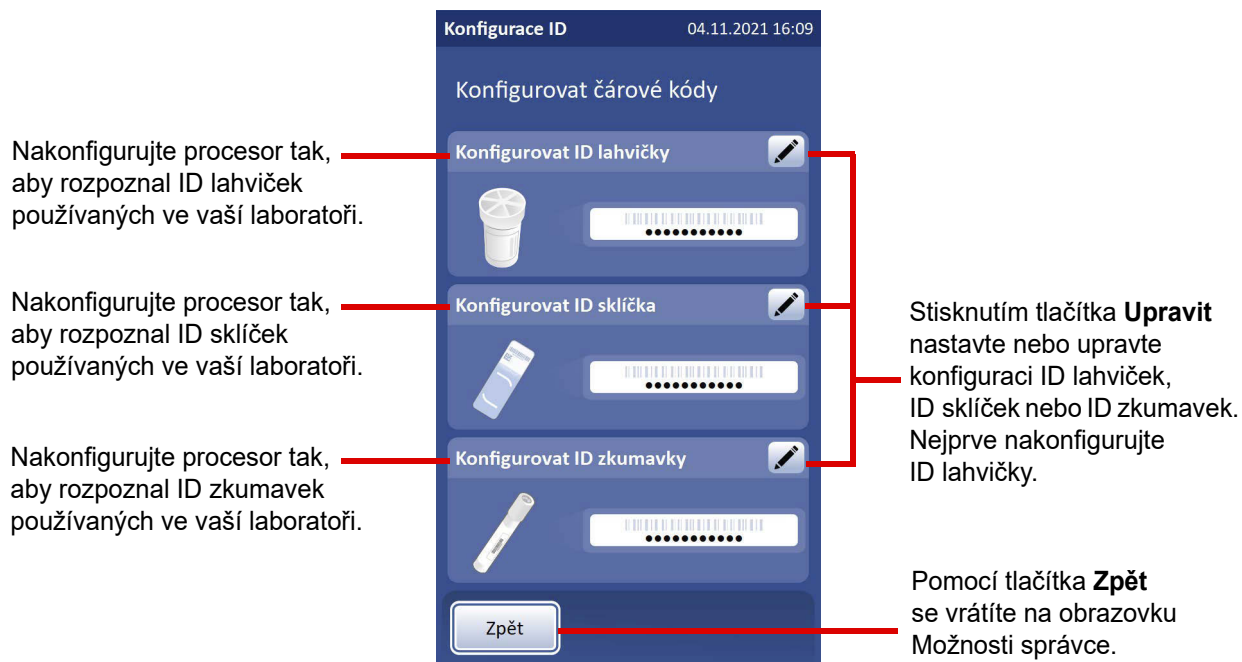 Konfigurace ID 04.11.2021 16:09
Konfigurovat čárové kódy
Nakonfigurujte procesor tak,
aby rozpoznal ID lahviček
používaných ve vaší laboratoři.
Konfigurovat ID lahvičky
Nakonfigurujte procesor tak,
aby rozpoznal ID sklíček
používaných ve vaší laboratoři.
Konfigurovat ID sklíčka
Stisknutím tlačítka Upravit
nastavte nebo upravte
konfiguraci ID lahviček,
ID sklíček nebo ID zkumavek.
Nejprve nakonfigurujte
ID lahvičky.
Nakonfigurujte procesor tak,
aby rozpoznal ID zkumavek
používaných ve vaší laboratoři.
Konfigurovat ID zkumavky
Zpět
Pomocí tlačítka Zpět
se vrátíte na obrazovku
Možnosti správce.